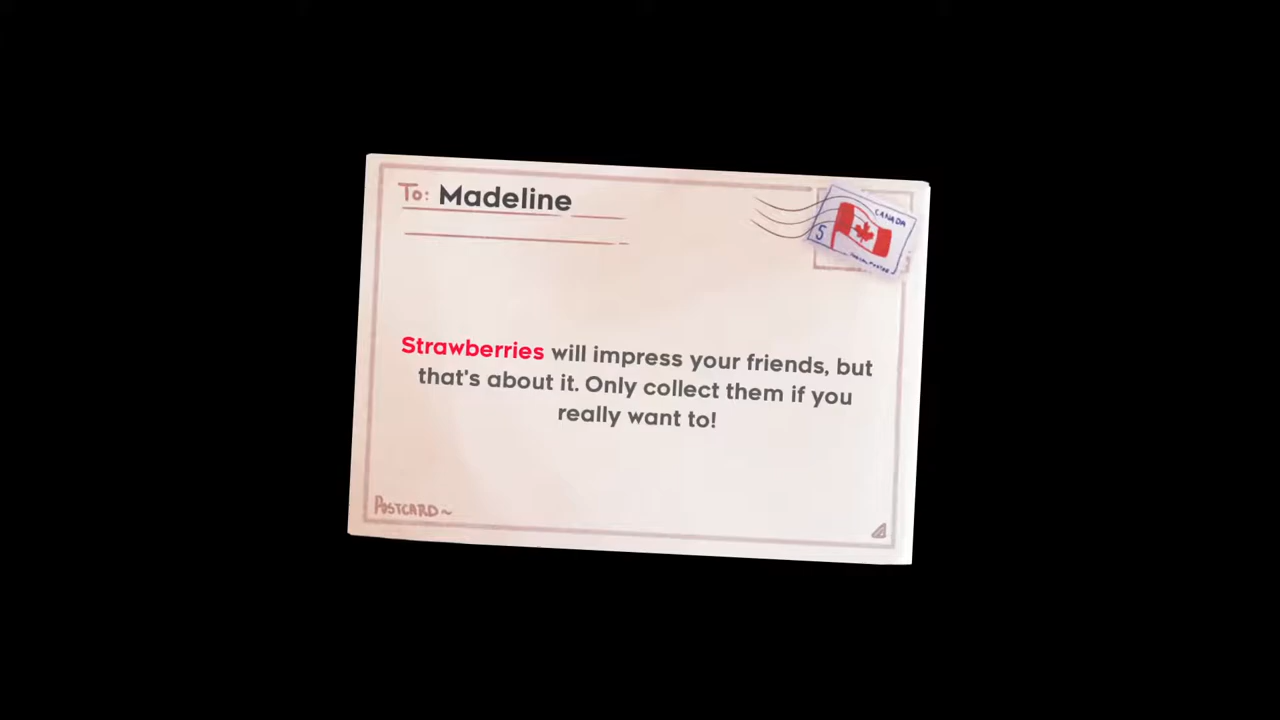 To: Madeline
CANADA
5
Strawberries will impress your friends, but
that's about it. Only collect them if you
really want to!
POSTCARD~